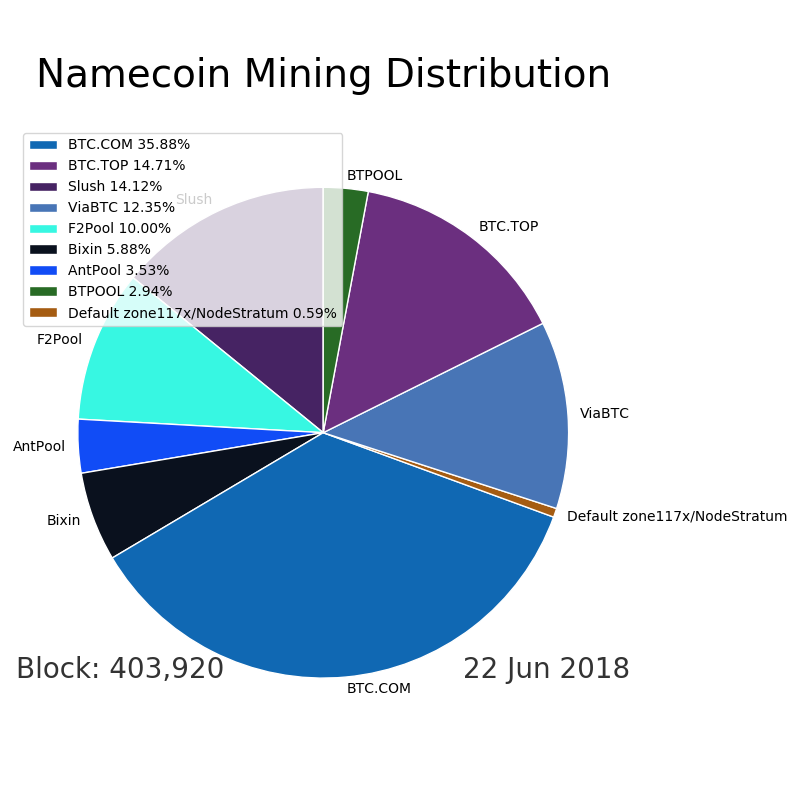 Namecoin Mining Distribution
BTC.COM 35.88%
BTC.TOP 14.71%
Slush 14.12%
ViaBTC 12.35%
F2Pool 10.00%
Bixin 5.88%
AntPool 3.53%
BTPOOL 2.94%
Default zone117x/NodeStratum 0.59%
BTPOOL
Slush
BTC.TOP
F2Pool
ViaBTC
AntPool
Default zone117x/NodeStratum
Bixin
BTC.COM
Block: 403,920
22 Jun 2018